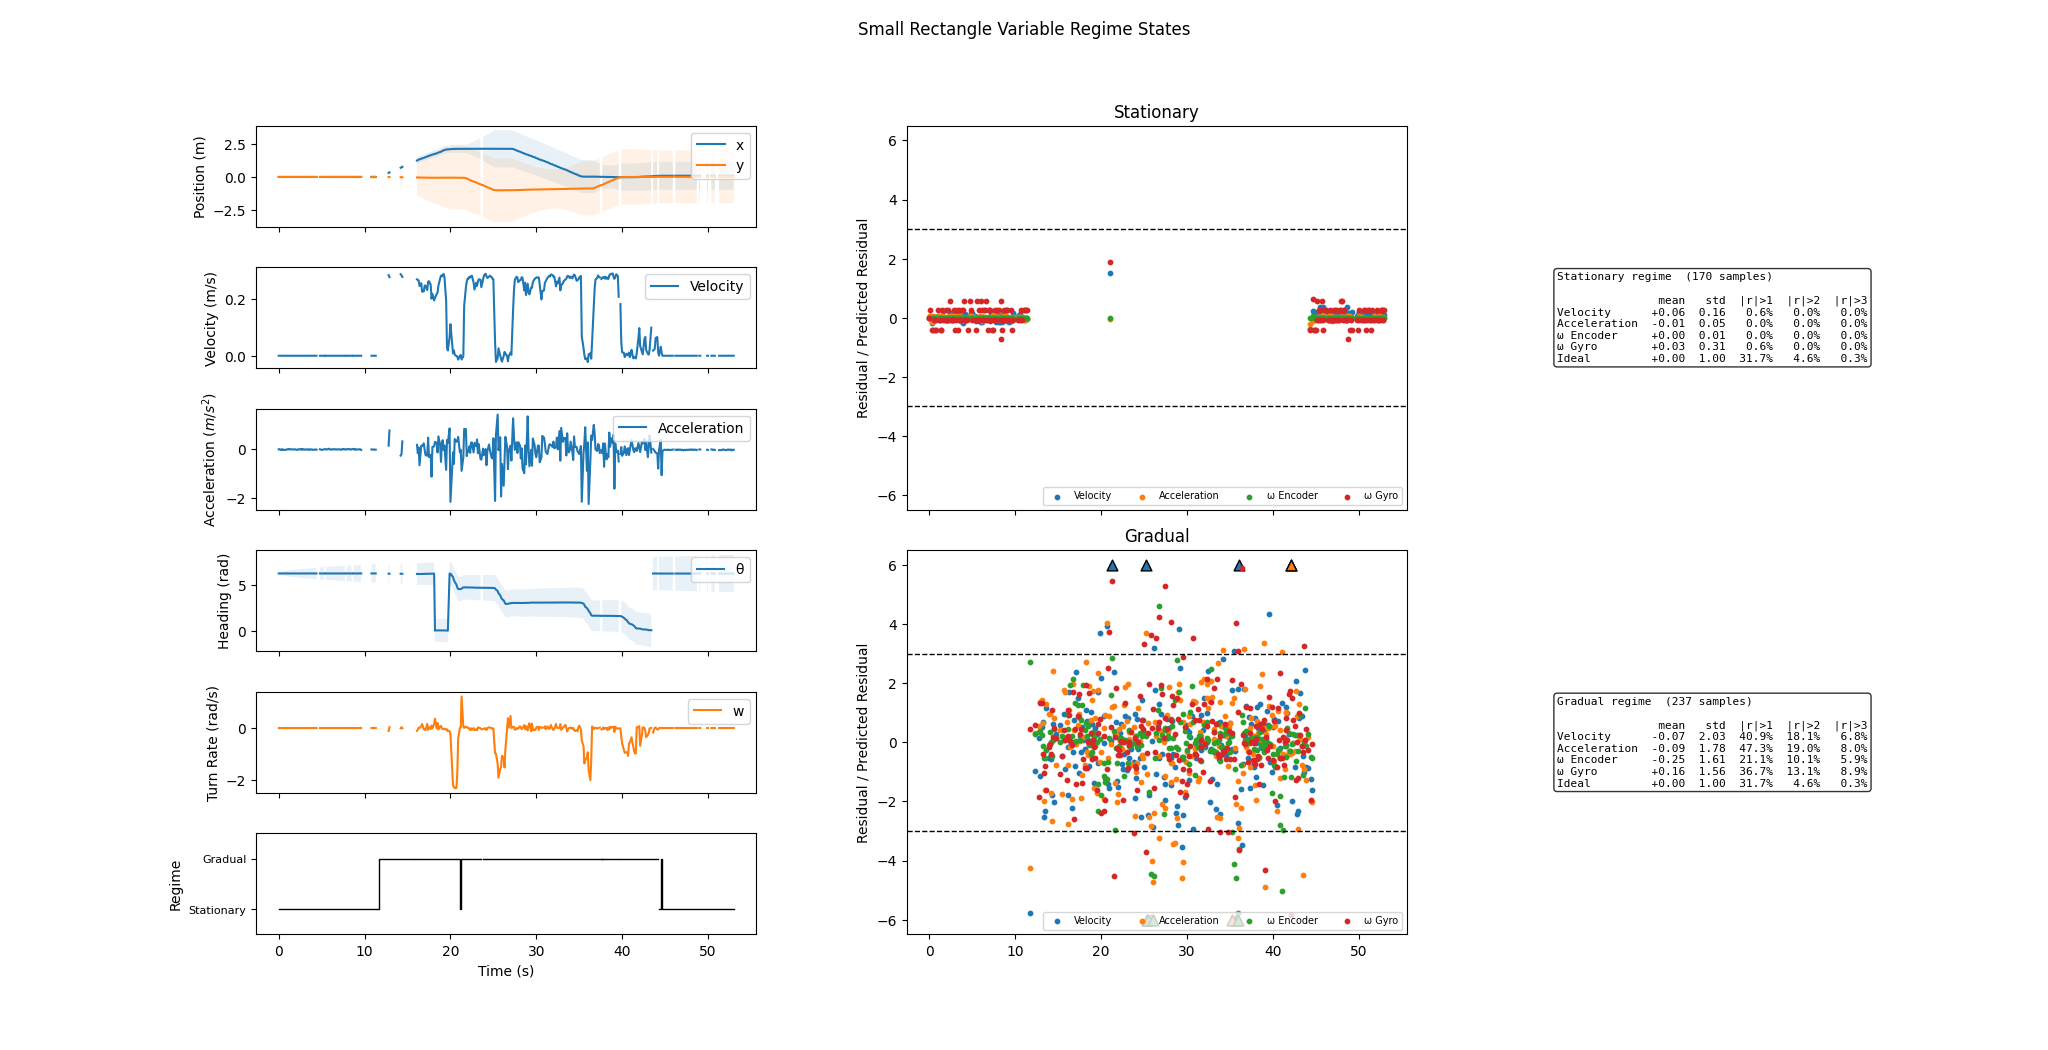 Small Rectangle Variable Regime States
Position (m)
2.5
0.0
−2.5
x
y
Velocity (m/s)
0.2
0.0
Velocity
Acceleration (m/s²)
0
−2
Acceleration
Heading (rad)
5
0
θ
Turn Rate (rad/s)
0
−2
w
Regime
Gradual
Stationary
0 10 20 30 40 50
Time (s)
Stationary
Residual / Predicted Residual
6
4
2
0
−2
−4
−6
Velocity Acceleration ω Encoder ω Gyro
Gradual
Residual / Predicted Residual
6
4
2
0
−2
−4
−6
Velocity Acceleration ω Encoder ω Gyro
0 10 20 30 40 50
Stationary regime (170 samples)
mean std |r|>1 |r|>2 |r|>3
Velocity +0.06 0.16 0.6% 0.0% 0.0%
Acceleration -0.01 0.05 0.0% 0.0% 0.0%
ω Encoder +0.00 0.01 0.0% 0.0% 0.0%
ω Gyro +0.03 0.31 0.6% 0.0% 0.0%
Ideal +0.00 1.00 31.7% 4.6% 0.3%
Gradual regime (237 samples)
mean std |r|>1 |r|>2 |r|>3
Velocity -0.07 2.03 40.9% 18.1% 6.8%
Acceleration -0.09 1.78 47.3% 19.0% 8.0%
ω Encoder -0.25 1.61 21.1% 10.1% 5.9%
ω Gyro +0.16 1.56 36.7% 13.1% 8.9%
Ideal +0.00 1.00 31.7% 4.6% 0.3%